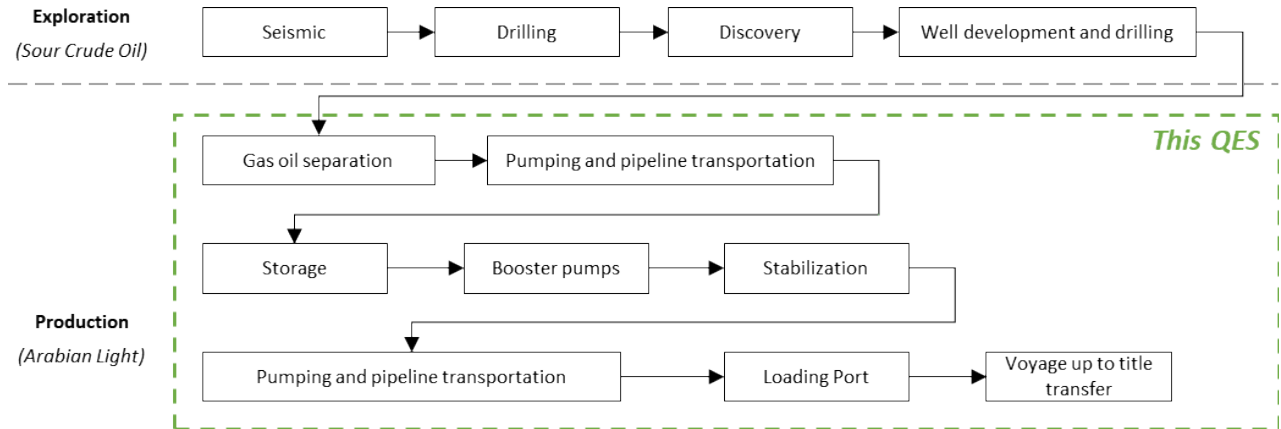 Exploration
(Sour Crude Oil)
Seismic
Drilling
Discovery
Well development and drilling
This QES
Gas oil separation
Pumping and pipeline transportation
Storage
Booster pumps
Stabilization
Production
(Arabian Light)
Pumping and pipeline transportation
Loading Port
Voyage up to title
transfer